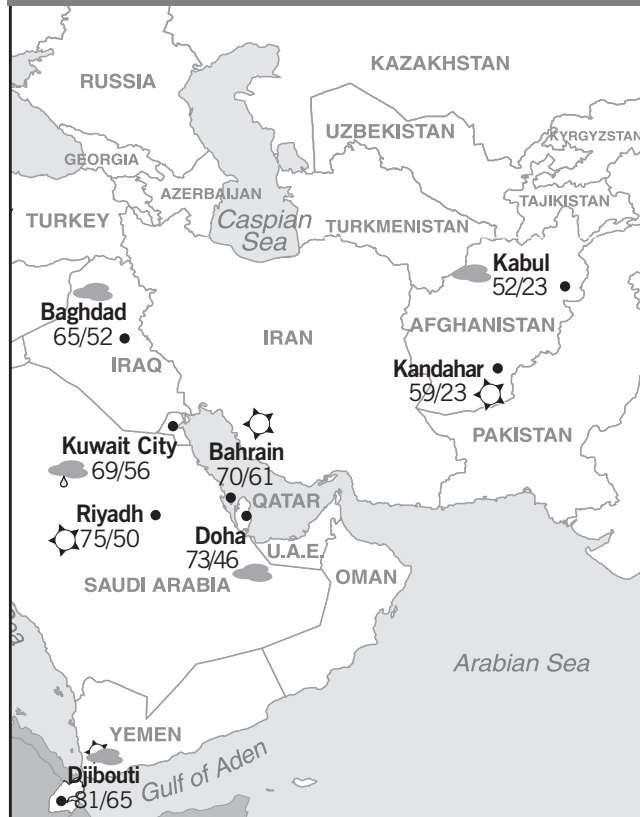 KAZAKHSTAN
RUSSIA
UZBEKISTAN
KYRGYZSTAN
GEORGIA
AZERBAIJAN
TAJIKISTAN
TURKEY
Caspian
Sea
TURKMENISTAN
Kabul
52/23
Baghdad
65/52
IRAQ
IRAN
AFGHANISTAN
Kandahar
59/23
PAKISTAN
Kuwait City
69/56
Bahrain
70/61
QATAR
Riyadh
75/50
Doha
73/46
U.A.E.
SAUDI ARABIA
OMAN
Arabian Sea
YEMEN
Gulf of Aden
Djibouti
81/65